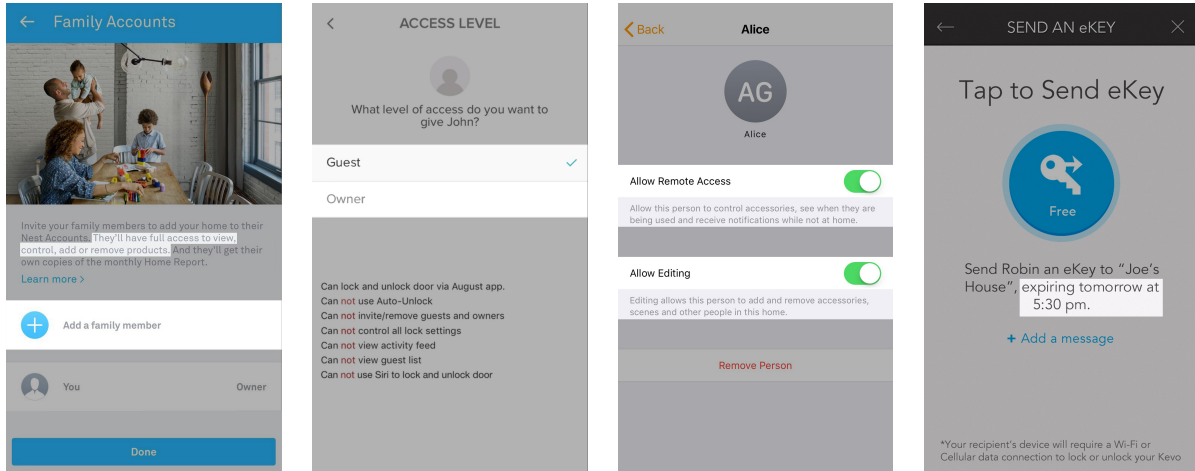 Family Accounts
Invite your family members to add your home to their
Nest Accounts. They'll have full access to view,
control, add or remove products. And they'll get their
own copies of the monthly Home Report.
Learn more >
Add a family member
You
Owner
Done
ACCESS LEVEL
What level of access do you want to
give John?
Guest
Owner
Can lock and unlock door via August app.
Can not use Auto-Unlock
Can not invite/remove guests and owners
Can not control all lock settings
Can not view activity feed
Can not view guest list
Can not use Siri to lock and unlock door
Back
Alice
AG
Alice
Allow Remote Access
Allow this person to control accessories, see when they are
being used and receive notifications while not at home.
Allow Editing
Editing allows this person to add and remove accessories,
scenes and other people in this home.
Remove Person
SEND AN eKEY
Tap to Send eKey
Free
Send Robin an eKey to “Joe's
House”, expiring tomorrow at
5:30 pm.
+ Add a message
*Your recipient's device will require a Wi-Fi or
Cellular data connection to lock or unlock your Kevo